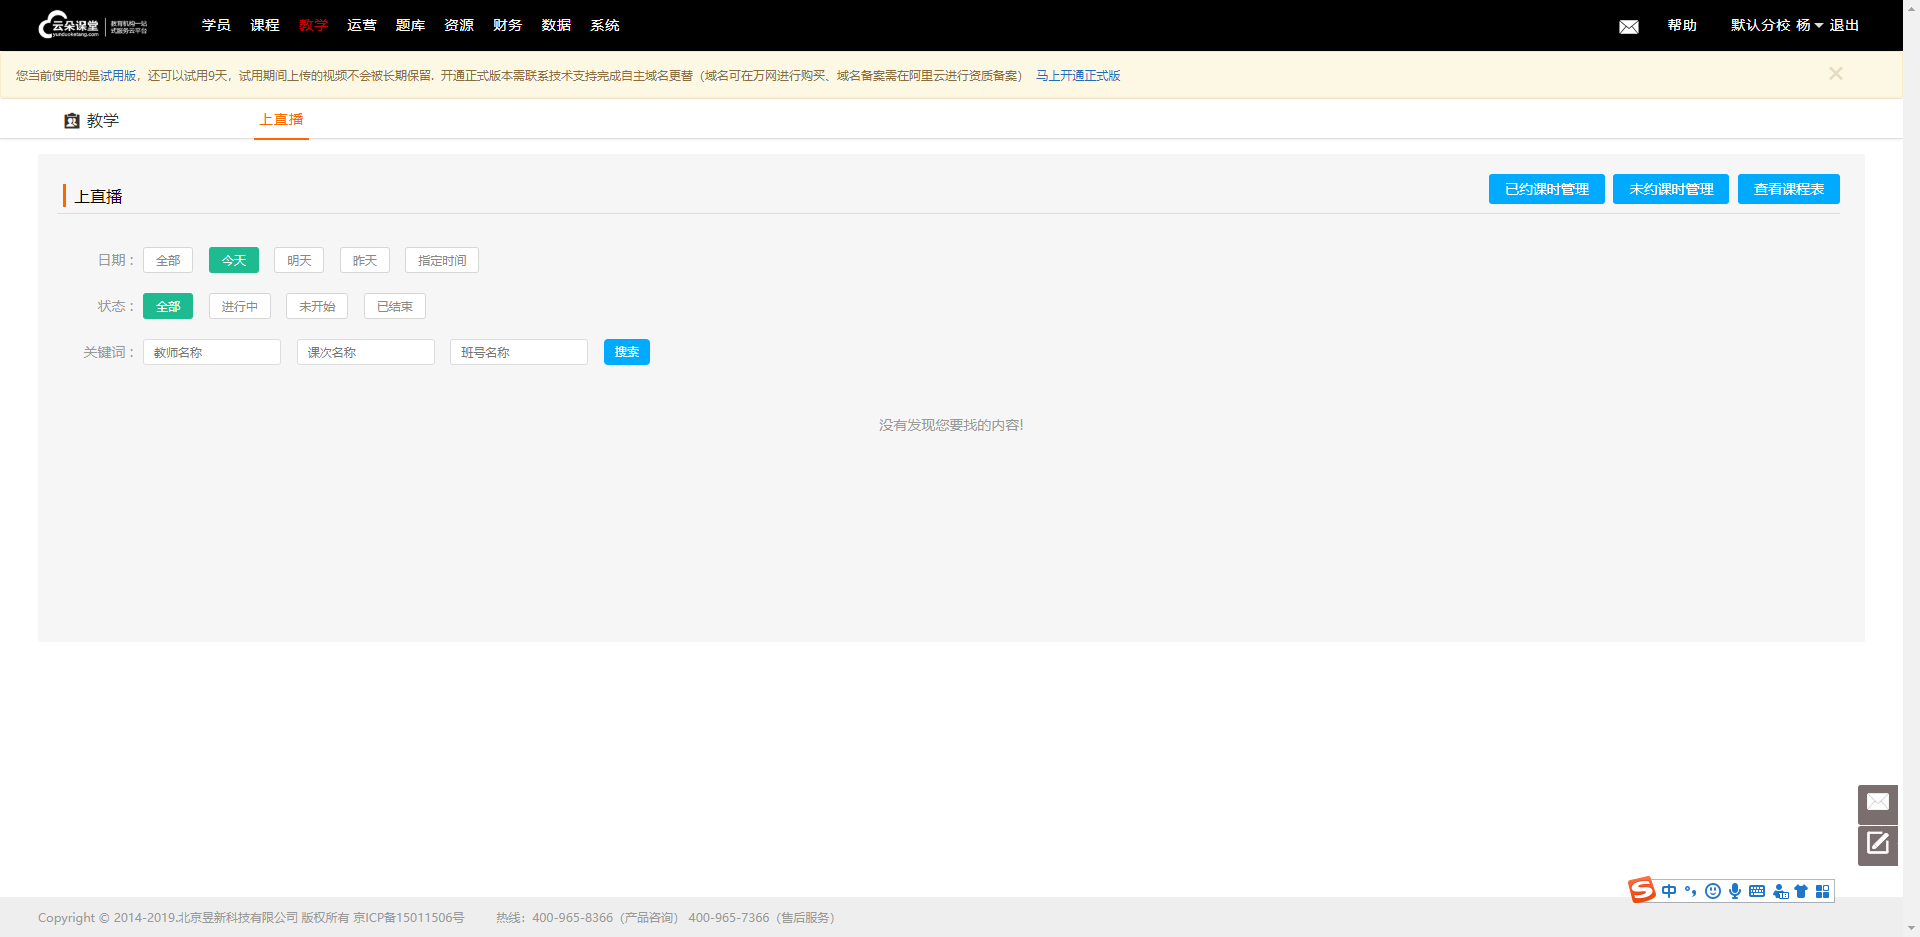 云朵课堂 yunduoketang.com 教育机构一站式服务云平台
学员 课程 教学 运营 题库 资源 财务 数据 系统 帮助 默认分校 杨 退出
您当前使用的是试用版，还可以试用9天，试用期间上传的视频不会被长期保留. 开通正式版本需联系技术支持完成自主域名更替（域名可在万网进行购买、域名备案需在阿里云进行资质备案） 马上开通正式版
教学 上直播
上直播 已约课时管理 未约课时管理 查看课程表
日期： 全部 今天 明天 昨天 指定时间
状态： 全部 进行中 未开始 已结束
关键词： 教师名称 课次名称 班号名称 搜索
没有发现您要找的内容!
中
Copyright © 2014-2019.北京昱新科技有限公司 版权所有 京ICP备15011506号 热线：400-965-8366（产品咨询） 400-965-7366（售后服务）